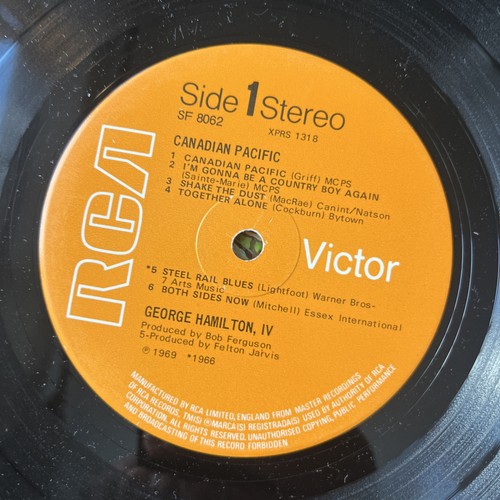 Side 1 Stereo
SF 8062
XPRS 1318
CANADIAN PACIFIC
1 CANADIAN PACIFIC (Griff) MCPS
2 I'M GONNA BE A COUNTRY BOY AGAIN
(Sainte-Marie) MCPS
3 SHAKE THE DUST (MacRae) Canint/Natson
4 TOGETHER ALONE (Cockburn) Bytown
RCA
Victor
*5 STEEL RAIL BLUES (Lightfoot) Warner Bros-
7 Arts Music
6 BOTH SIDES NOW (Mitchell) Essex International
GEORGE HAMILTON, IV
Produced by Bob Ferguson
5-Produced by Felton Jarvis
℗ 1969 *1966
MANUFACTURED BY RCA LIMITED, ENGLAND FROM MASTER RECORDINGS
OF RCA RECORDS, TM(S) ® MARCA(S) REGISTRADA(S) USED BY AUTHORITY OF RCA
CORPORATION ALL RIGHTS RESERVED. UNAUTHORISED COPYING, PUBLIC PERFORMANCE
AND BROADCASTING OF THIS RECORD FORBIDDEN